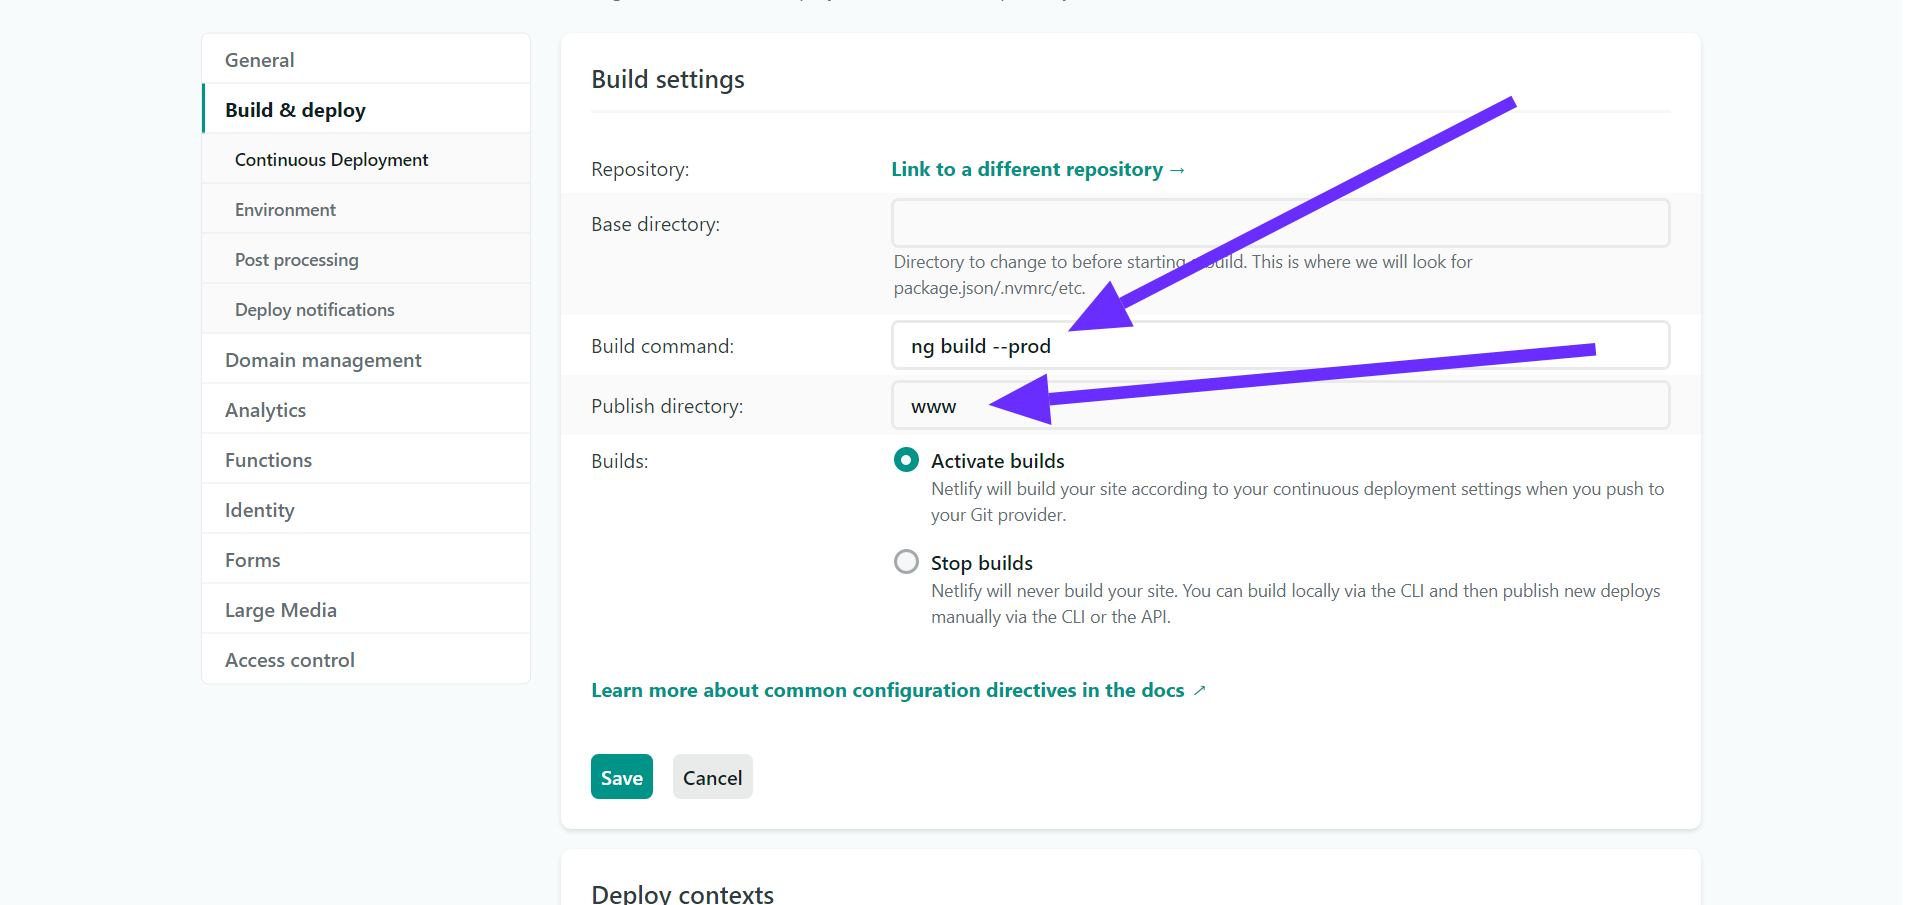 General
Build & deploy
Continuous Deployment
Environment
Post processing
Deploy notifications
Domain management
Analytics
Functions
Identity
Forms
Large Media
Access control
Build settings
Repository:
Link to a different repository →
Base directory:
Directory to change to before starting build. This is where we will look for
package.json/.nvmrc/etc.
Build command:
ng build --prod
Publish directory:
www
Builds:
Activate builds
Netlify will build your site according to your continuous deployment settings when you push to
your Git provider.
Stop builds
Netlify will never build your site. You can build locally via the CLI and then publish new deploys
manually via the CLI or the API.
Learn more about common configuration directives in the docs ↗
Save
Cancel
Deploy contexts